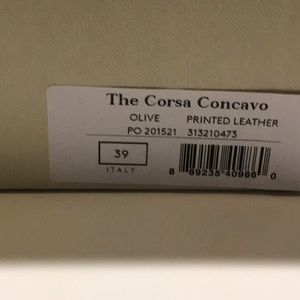 The Corsa Concavo
OLIVE PRINTED LEATHER
PO 201521 313210473
39
ITALY
8 89235 40986 0